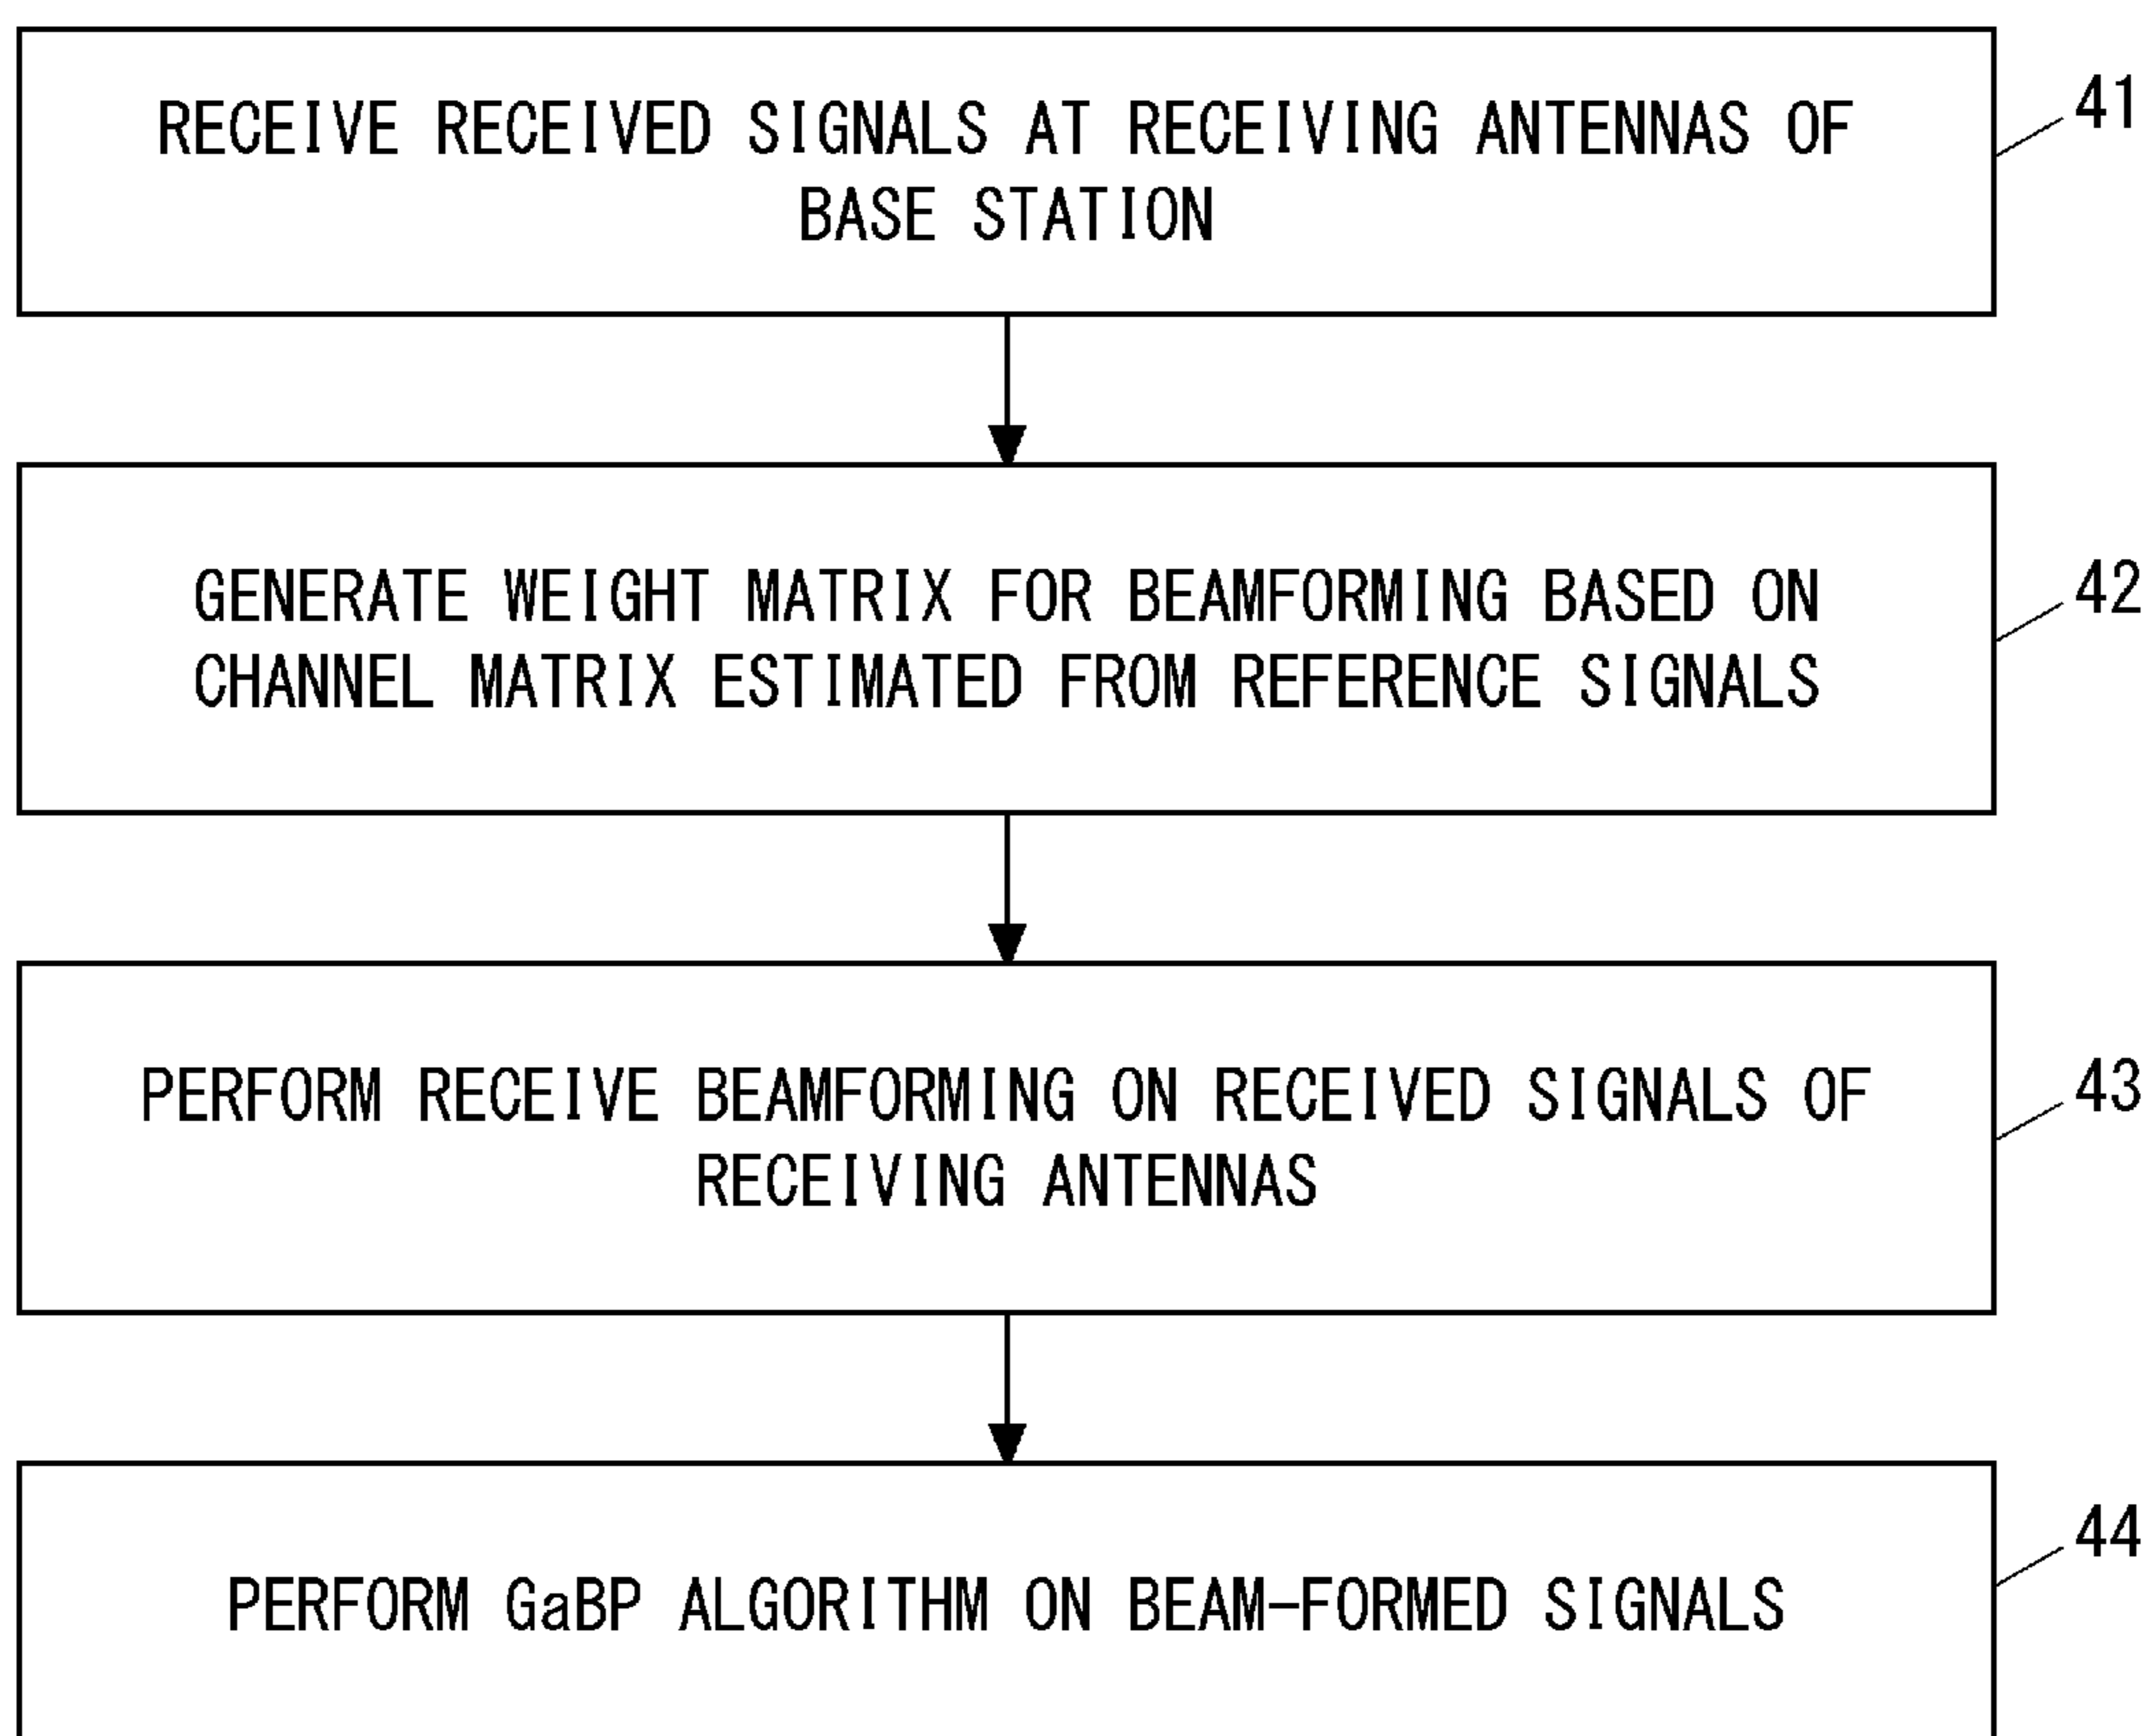 RECEIVE RECEIVED SIGNALS AT RECEIVING ANTENNAS OF
BASE STATION
41
GENERATE WEIGHT MATRIX FOR BEAMFORMING BASED ON
CHANNEL MATRIX ESTIMATED FROM REFERENCE SIGNALS
42
PERFORM RECEIVE BEAMFORMING ON RECEIVED SIGNALS OF
RECEIVING ANTENNAS
43
PERFORM GaBP ALGORITHM ON BEAM-FORMED SIGNALS
44